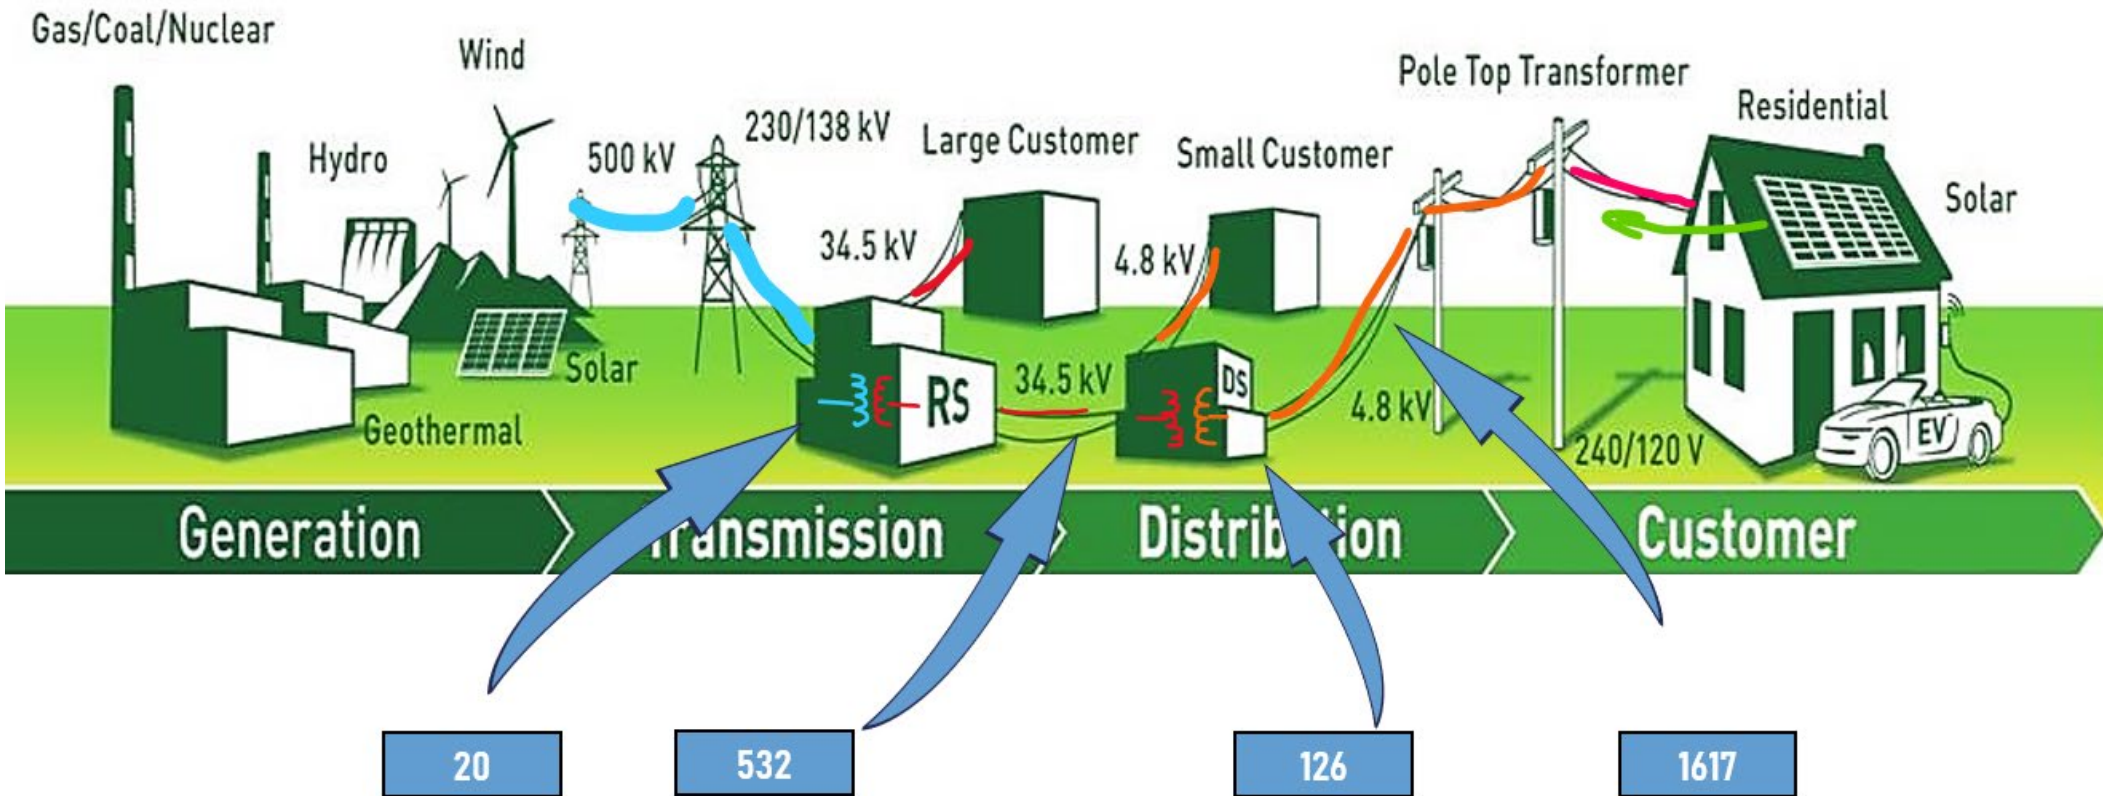 Gas/Coal/Nuclear
Wind
Hydro
500 kV
230/138 kV
Large Customer
Small Customer
Pole Top Transformer
Residential
Solar
34.5 kV
4.8 kV
Solar
Geothermal
RS
34.5 kV
DS
4.8 kV
240/120 V
EV
Generation
Transmission
Distribution
Customer
20
532
126
1617